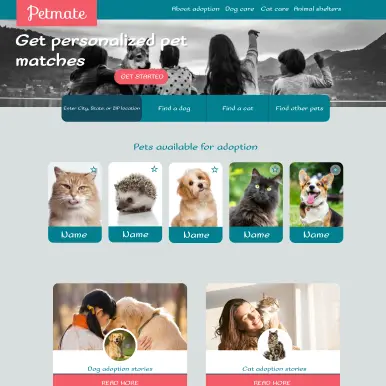 Petmate
About adoption Dog care Cat care Animal shelters
Get personalized pet
matches
GET STARTED
Enter City, State, or ZIP location Find a dog Find a cat Find other pets
Pets available for adoption
Name Name Name Name Name
Dog adoption stories Cat adoption stories
READ MORE READ MORE